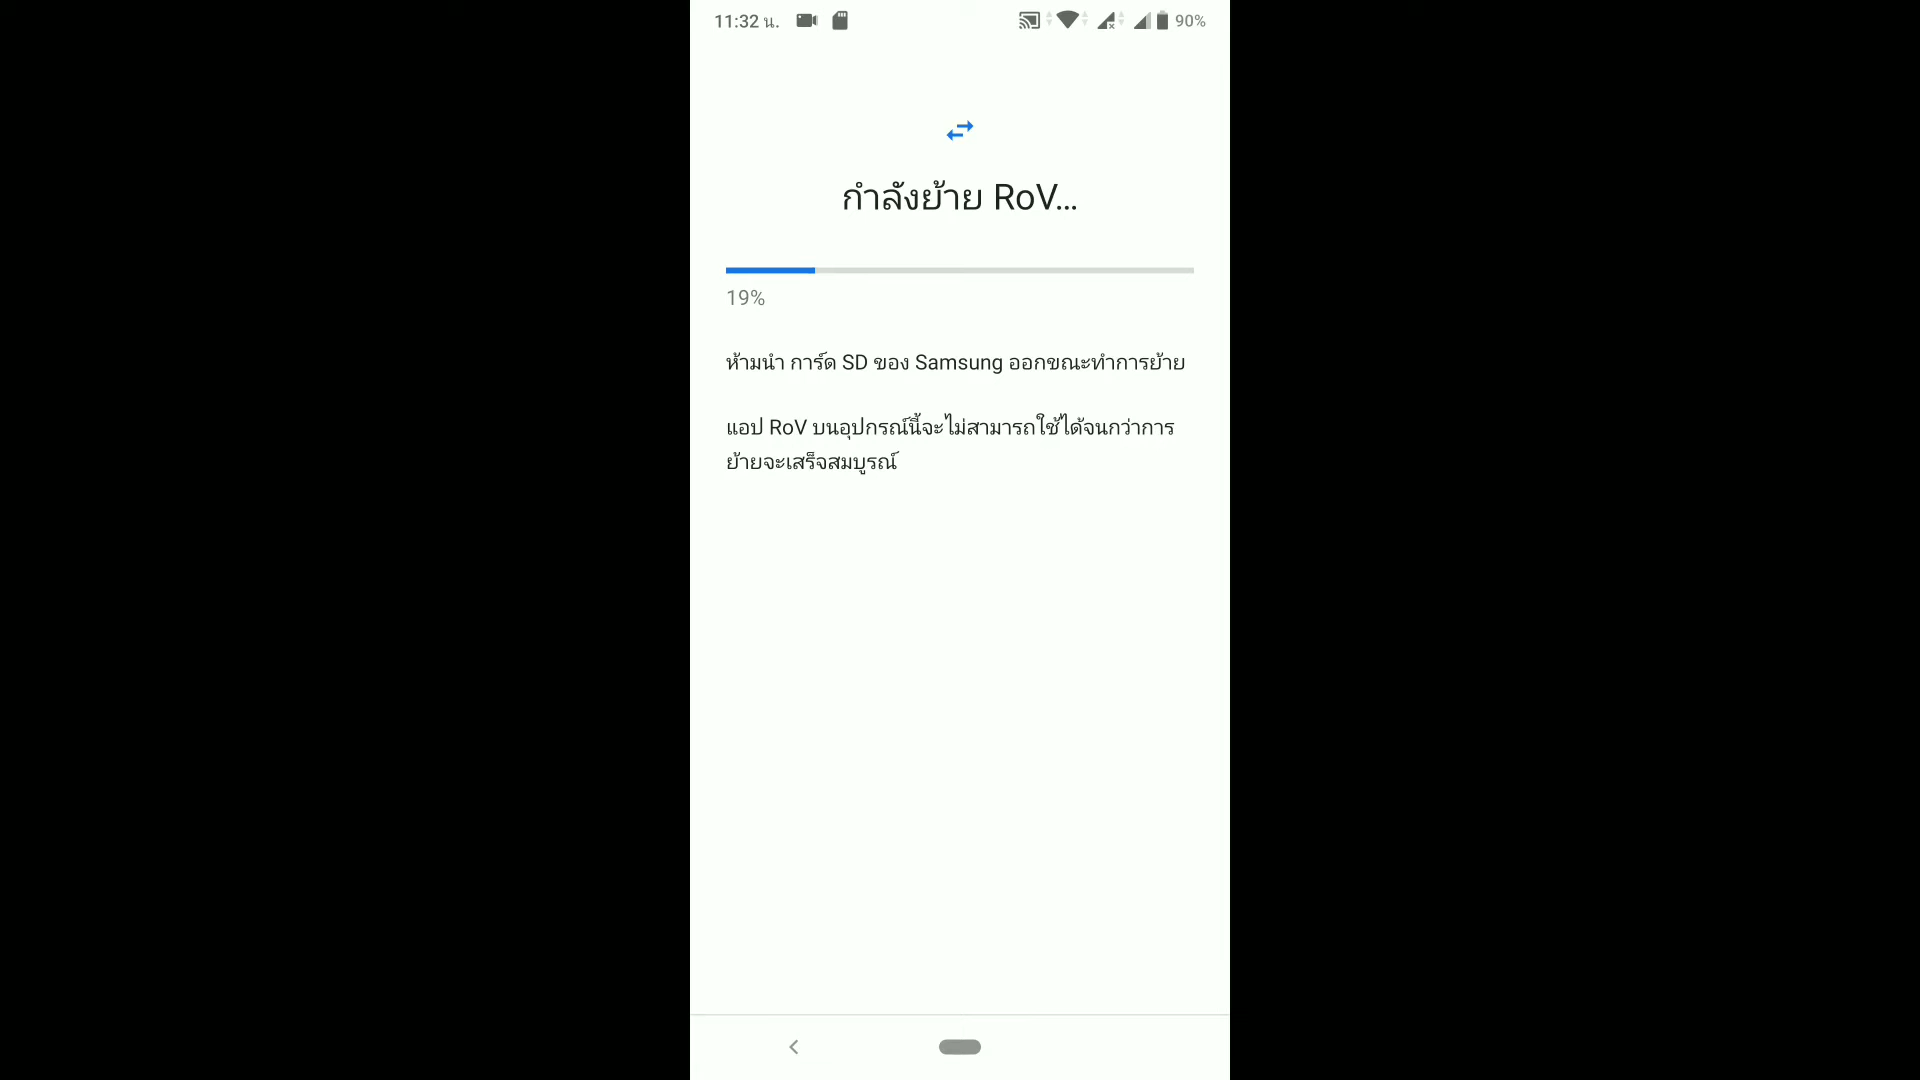 11:32 น.
90%
กำลังย้าย RoV...
19%
ห้ามนำ การ์ด SD ของ Samsung ออกขณะทำการย้าย
แอป RoV บนอุปกรณ์นี้จะไม่สามารถใช้ได้จนกว่าการ
ย้ายจะเสร็จสมบูรณ์